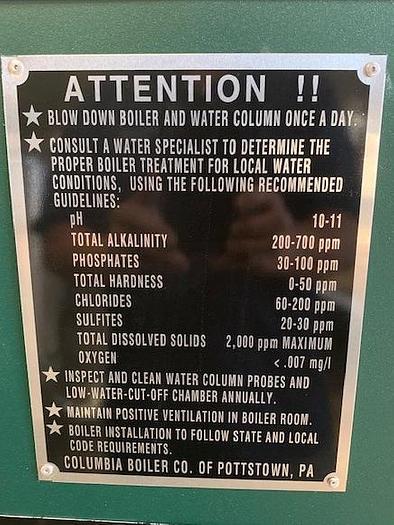 ATTENTION !!
★ BLOW DOWN BOILER AND WATER COLUMN ONCE A DAY.
★ CONSULT A WATER SPECIALIST TO DETERMINE THE
PROPER BOILER TREATMENT FOR LOCAL WATER
CONDITIONS, USING THE FOLLOWING RECOMMENDED
GUIDELINES:
pH 10-11
TOTAL ALKALINITY 200-700 ppm
PHOSPHATES 30-100 ppm
TOTAL HARDNESS 0-50 ppm
CHLORIDES 60-200 ppm
SULFITES 20-30 ppm
TOTAL DISSOLVED SOLIDS 2,000 ppm MAXIMUM
OXYGEN < .007 mg/l
★ INSPECT AND CLEAN WATER COLUMN PROBES AND
LOW-WATER-CUT-OFF CHAMBER ANNUALLY.
★ MAINTAIN POSITIVE VENTILATION IN BOILER ROOM.
★ BOILER INSTALLATION TO FOLLOW STATE AND LOCAL
CODE REQUIREMENTS.
COLUMBIA BOILER CO. OF POTTSTOWN, PA